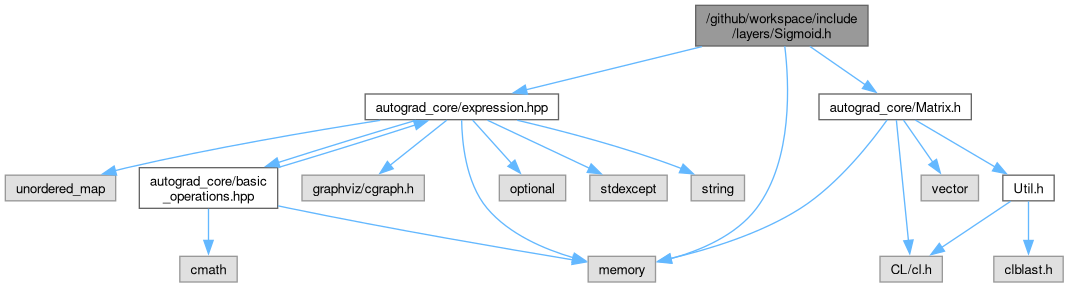 /github/workspace/include
/layers/Sigmoid.h
autograd_core/expression.hpp
autograd_core/Matrix.h
unordered_map
autograd_core/basic
_operations.hpp
graphviz/cgraph.h
optional
stdexcept
string
vector
Util.h
cmath
memory
CL/cl.h
clblast.h